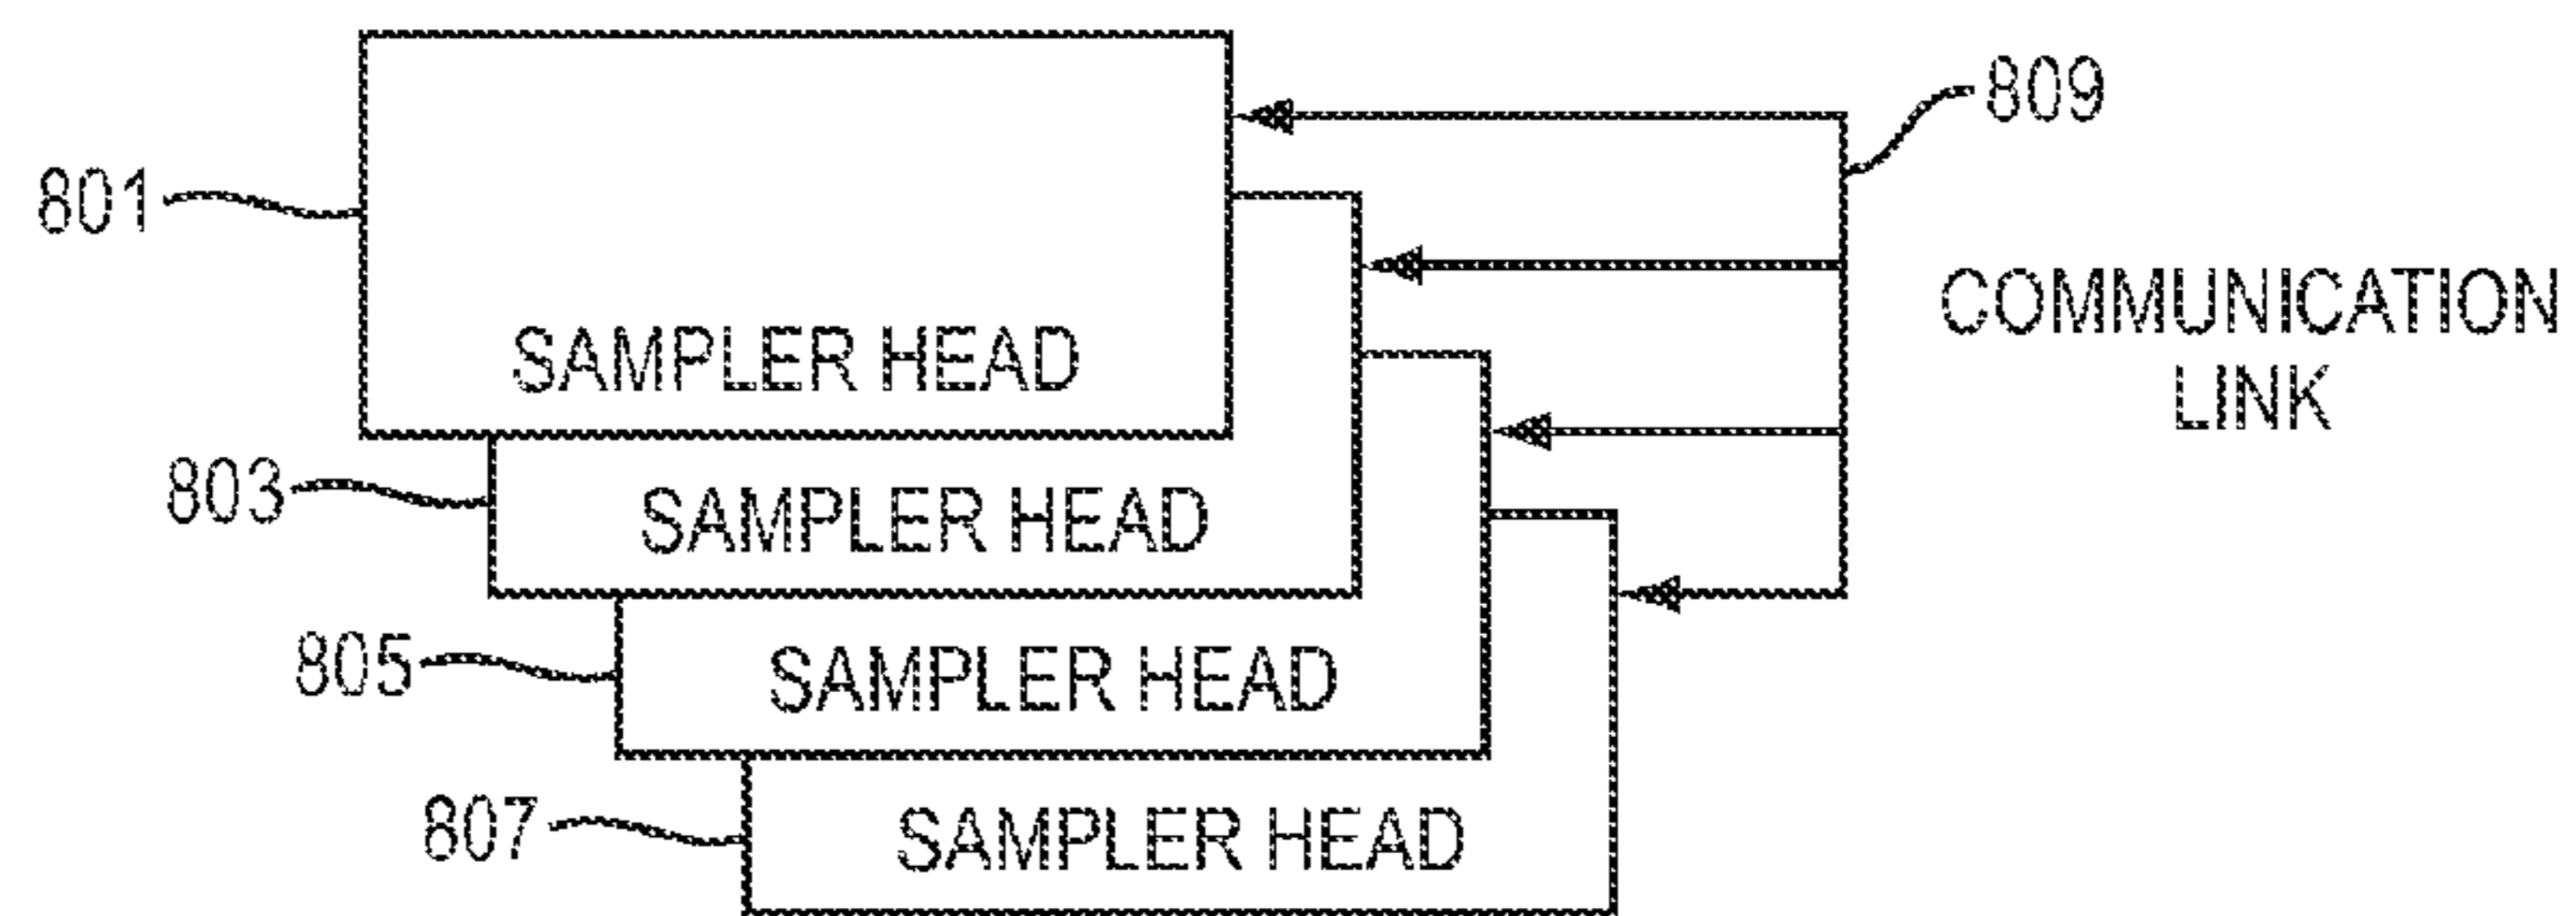 809
801
COMMUNICATION
LINK
SAMPLER HEAD
803
SAMPLER HEAD
805
SAMPLER HEAD
807
SAMPLER HEAD